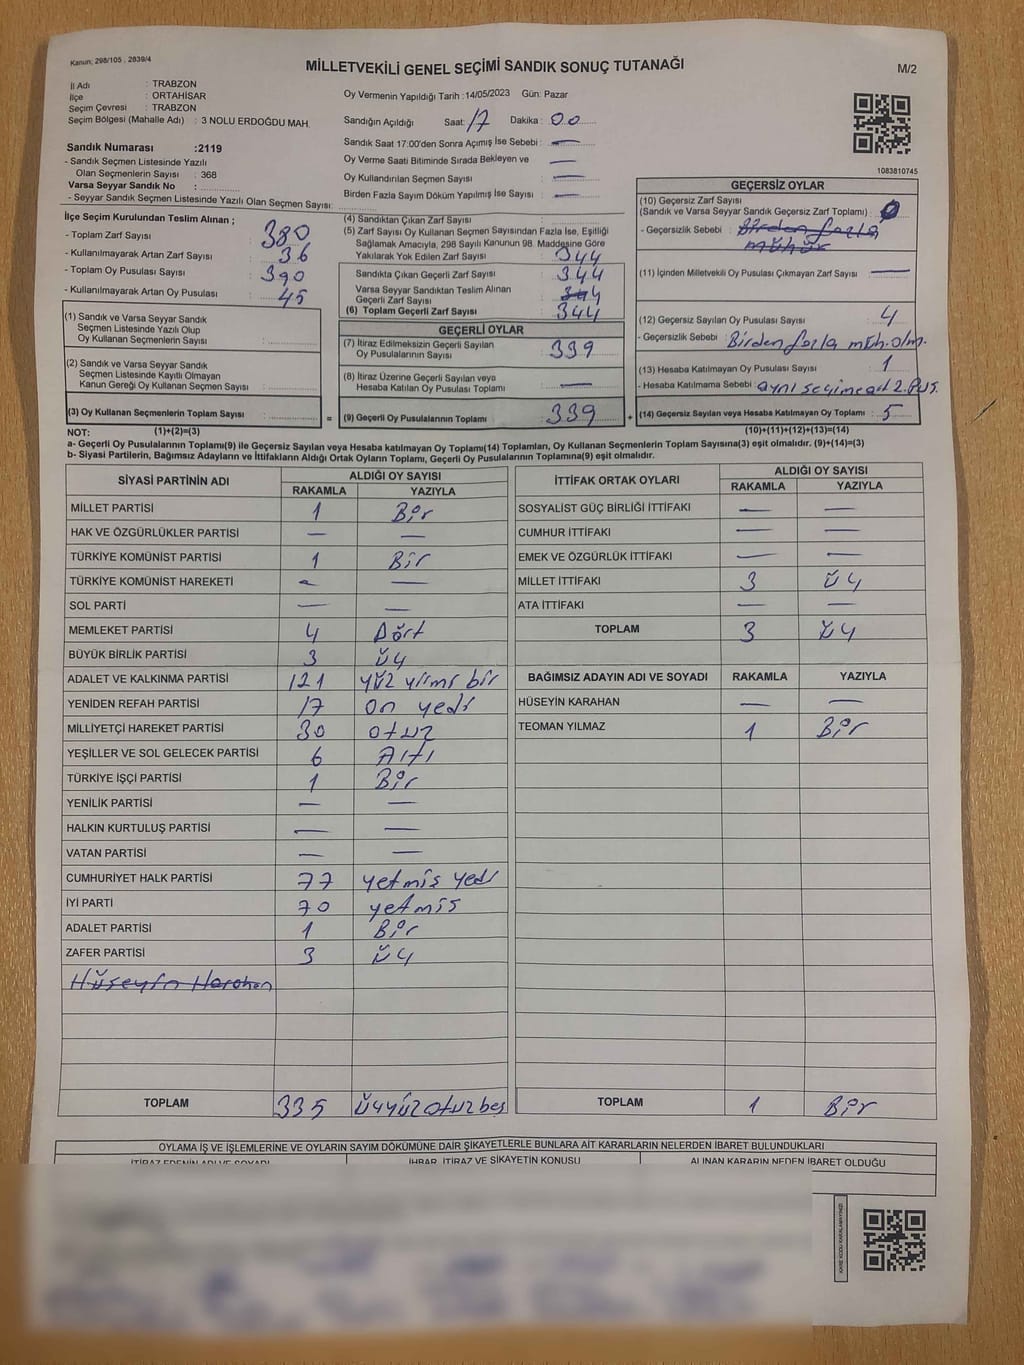 Kanun; 298/105 , 2839/4
MİLLETVEKİLİ GENEL SEÇİMİ SANDIK SONUÇ TUTANAĞI
M/2
İl Adı : TRABZON
İlçe : ORTAHİSAR
Seçim Çevresi : TRABZON
Seçim Bölgesi (Mahalle Adı) : 3 NOLU ERDOĞDU MAH.
Sandık Numarası :2119
- Sandık Seçmen Listesinde Yazılı
Olan Seçmenlerin Sayısı : 368
Varsa Seyyar Sandık No :
- Seyyar Sandık Seçmen Listesinde Yazılı Olan Seçmen Sayısı:
Oy Vermenin Yapıldığı Tarih :14/05/2023 Gün: Pazar
Sandığın Açıldığı Saat: 17 Dakika : 00
Sandık Saat 17:00'den Sonra Açımış İse Sebebi : —
Oy Verme Saati Bitiminde Sırada Bekleyen ve —
Oy Kullandırılan Seçmen Sayısı : —
Birden Fazla Sayım Döküm Yapılmış İse Sayısı : —
1083810745
İlçe Seçim Kurulundan Teslim Alınan ;
- Toplam Zarf Sayısı : 380
- Kullanılmayarak Artan Zarf Sayısı : 36
- Toplam Oy Pusulası Sayısı : 390
- Kullanılmayarak Artan Oy Pusulası : 45
(1) Sandık ve Varsa Seyyar Sandık
Seçmen Listesinde Yazılı Olup
Oy Kullanan Seçmenlerin Sayısı :
(2) Sandık ve Varsa Seyyar Sandık
Seçmen Listesinde Kayıtlı Olmayan
Kanun Gereği Oy Kullanan Seçmen Sayısı :
(3) Oy Kullanan Seçmenlerin Toplam Sayısı : =
(4) Sandıktan Çıkan Zarf Sayısı :
(5) Zarf Sayısı Oy Kullanan Seçmen Sayısından Fazla İse, Eşitliği
Sağlamak Amacıyla, 298 Sayılı Kanunun 98. Maddesine Göre
Yakılarak Yok Edilen Zarf Sayısı : 344
Sandıkta Çıkan Geçerli Zarf Sayısı : 344
Varsa Seyyar Sandıktan Teslim Alınan
Geçerli Zarf Sayısı : 344
(6) Toplam Geçerli Zarf Sayısı : 344
GEÇERLİ OYLAR
(7) İtiraz Edilmeksizin Geçerli Sayılan
Oy Pusulalarının Sayısı : 339
(8) İtiraz Üzerine Geçerli Sayılan veya
Hesaba Katılan Oy Pusulası Toplamı : —
(9) Geçerli Oy Pusulalarının Toplamı : 339 +
GEÇERSİZ OYLAR
(10) Geçersiz Zarf Sayısı
(Sandık ve Varsa Seyyar Sandık Geçersiz Zarf Toplamı) : 0
- Geçersizlik Sebebi : Birden fazla
mühür
(11) İçinden Milletvekili Oy Pusulası Çıkmayan Zarf Sayısı : —
(12) Geçersiz Sayılan Oy Pusulası Sayısı : 4
- Geçersizlik Sebebi : Birden fazla müh.olm.
(13) Hesaba Katılmayan Oy Pusulası Sayısı : 1
- Hesaba Katılmama Sebebi : aynı seçime ait 2.Pus.
(14) Geçersiz Sayılan veya Hesaba Katılmayan Oy Toplamı : 5
NOT: (1)+(2)=(3)
(10)+(11)+(12)+(13)=(14)
a- Geçerli Oy Pusulalarının Toplamı(9) ile Geçersiz Sayılan veya Hesaba katılmayan Oy Toplamı(14) Toplamları, Oy Kullanan Seçmenlerin Toplam Sayısına(3) eşit olmalıdır. (9)+(14)=(3)
b- Siyasi Partilerin, Bağımsız Adayların ve İttifakların Aldığı Ortak Oyların Toplamı, Geçerli Oy Pusulalarının Toplamına(9) eşit olmalıdır.
SİYASİ PARTİNİN ADI ALDIĞI OY SAYISI
RAKAMLA YAZIYLA
MİLLET PARTİSİ 1 Bir
HAK VE ÖZGÜRLÜKLER PARTİSİ — —
TÜRKİYE KOMÜNİST PARTİSİ 1 Bir
TÜRKİYE KOMÜNİST HAREKETİ — —
SOL PARTİ — —
MEMLEKET PARTİSİ 4 Dört
BÜYÜK BİRLİK PARTİSİ 3 Üç
ADALET VE KALKINMA PARTİSİ 121 yüz yirmi bir
YENİDEN REFAH PARTİSİ 17 on yedi
MİLLİYETÇİ HAREKET PARTİSİ 30 otuz
YEŞİLLER VE SOL GELECEK PARTİSİ 6 Altı
TÜRKİYE İŞÇİ PARTİSİ 1 Bir
YENİLİK PARTİSİ — —
HALKIN KURTULUŞ PARTİSİ — —
VATAN PARTİSİ — —
CUMHURİYET HALK PARTİSİ 77 yetmiş yedi
İYİ PARTİ 70 yetmiş
ADALET PARTİSİ 1 Bir
ZAFER PARTİSİ 3 Üç
Hüseyin Karahan
TOPLAM 335 Üçyüz otuz beş
İTTİFAK ORTAK OYLARI ALDIĞI OY SAYISI
RAKAMLA YAZIYLA
SOSYALİST GÜÇ BİRLİĞİ İTTİFAKI — —
CUMHUR İTTİFAKI — —
EMEK VE ÖZGÜRLÜK İTTİFAKI — —
MİLLET İTTİFAKI 3 Üç
ATA İTTİFAKI — —
TOPLAM 3 Üç
BAĞIMSIZ ADAYIN ADI VE SOYADI RAKAMLA YAZIYLA
HÜSEYİN KARAHAN — —
TEOMAN YILMAZ 1 Bir
TOPLAM 1 Bir
OYLAMA İŞ VE İŞLEMLERİNE VE OYLARIN SAYIM DÖKÜMÜNE DAİR ŞİKAYETLERLE BUNLARA AİT KARARLARIN NELERDEN İBARET BULUNDUKLARI
İTİRAZ EDENİN ADI VE SOYADI İHBAR, İTİRAZ VE ŞİKAYETİN KONUSU ALINAN KARARIN NEDEN İBARET OLDUĞU
KARE KODU KARALAMAYINIZ!